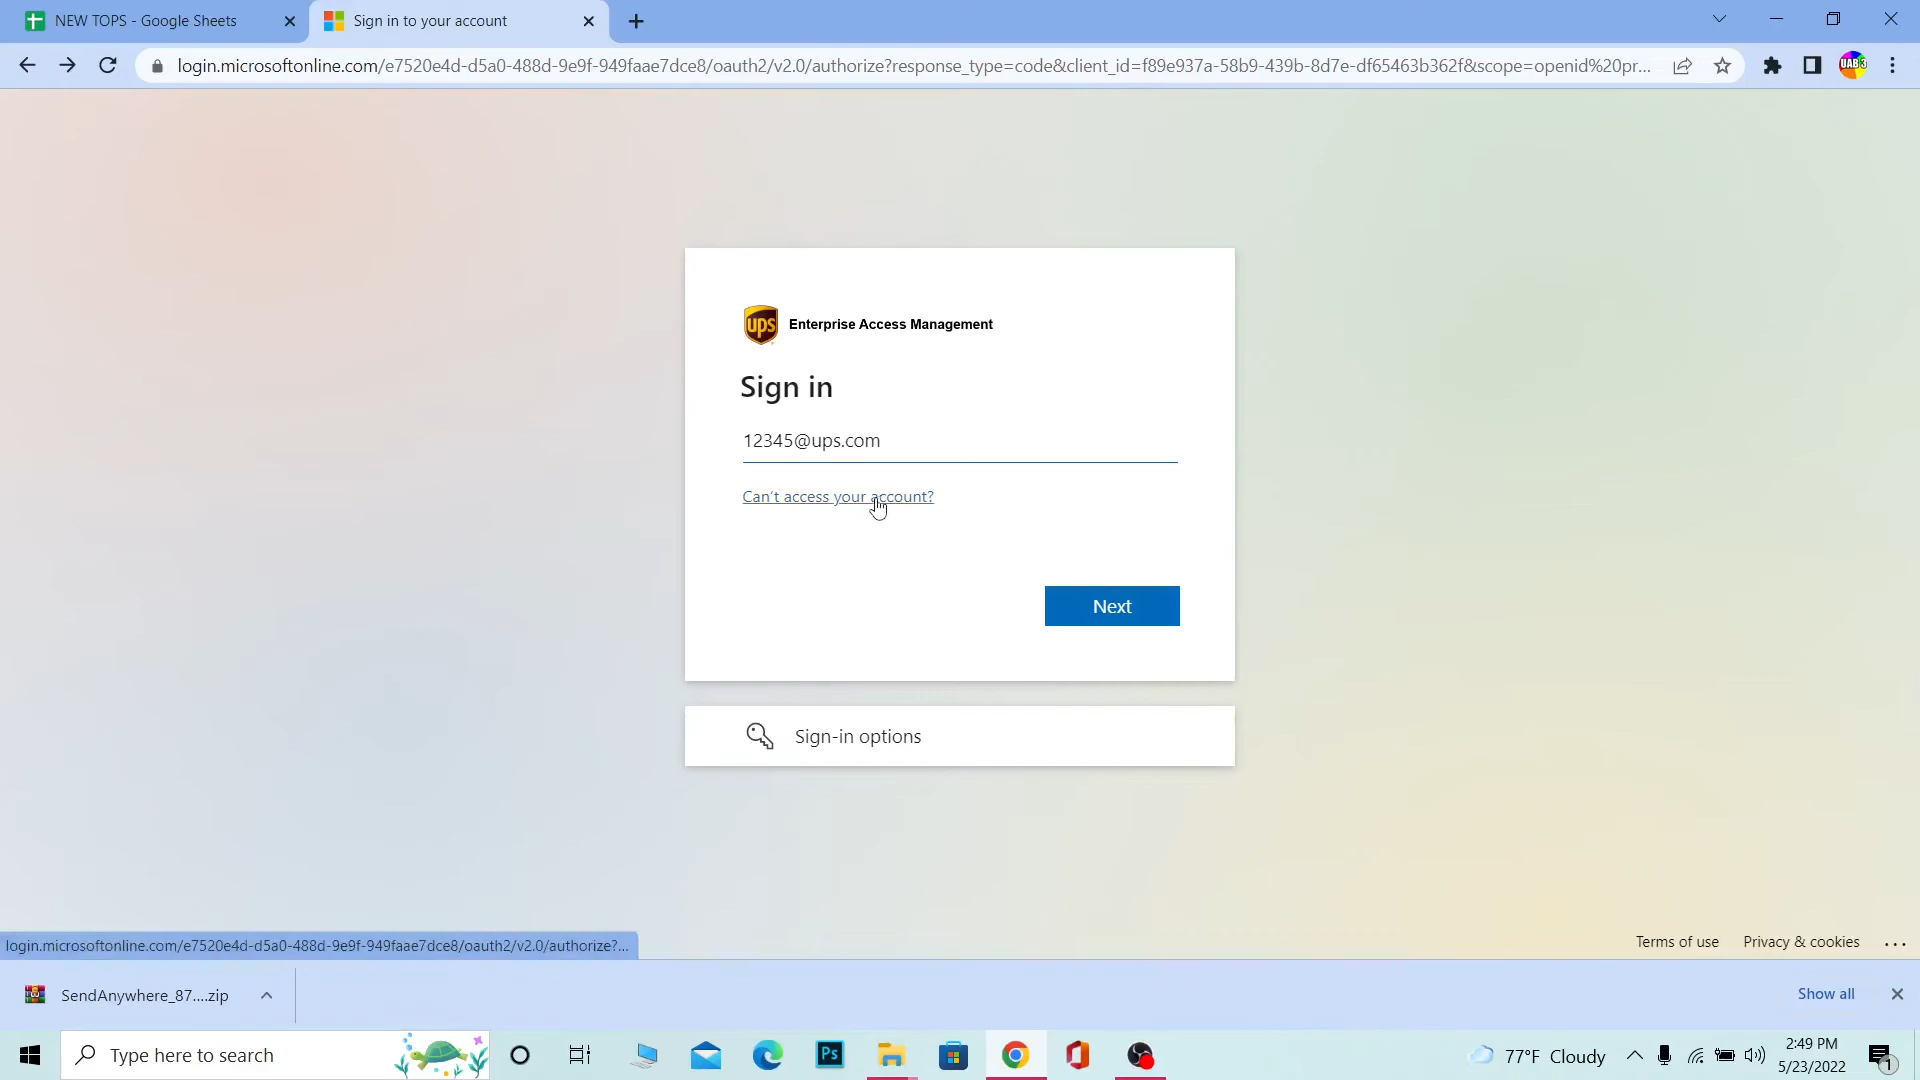 NEW TOPS - Google Sheets
Sign in to your account
login.microsoftonline.com/e7520e4d-d5a0-488d-9e9f-949faae7dce8/oauth2/v2.0/authorize?response_type=code&client_id=f89e937a-58b9-439b-8d7e-df65463b362f&scope=openid%20pr...
UAB 3
ups Enterprise Access Management
Sign in
12345@ups.com
Can't access your account?
Next
Sign-in options
Terms of use Privacy & cookies ...
login.microsoftonline.com/e7520e4d-d5a0-488d-9e9f-949faae7dce8/oauth2/v2.0/authorize?...
SendAnywhere_87....zip
Show all
Type here to search
Ps
77°F Cloudy
2:49 PM
5/23/2022
1